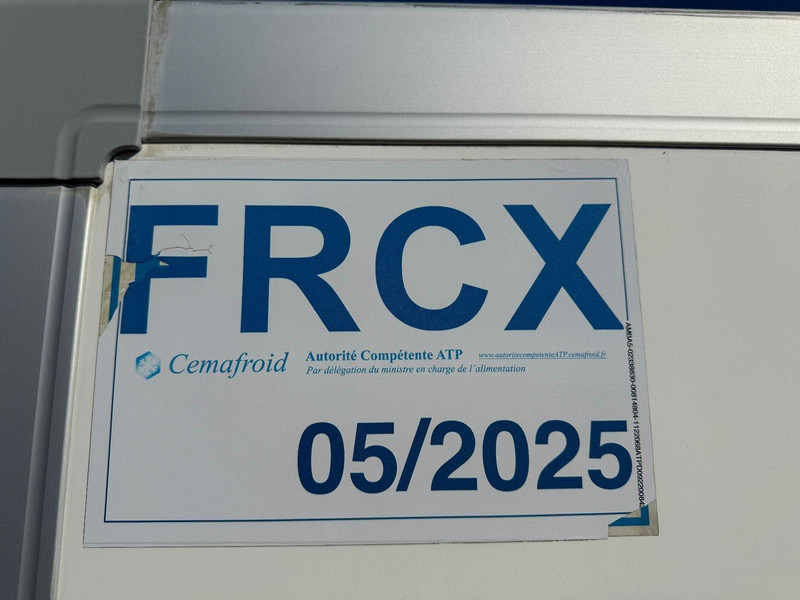 FRCX
Cemafroid
Autorité Compétente ATP
www.autoritecompetenteATP.cemafroid.fr
Par délégation du ministre en charge de l'alimentation
05/2025